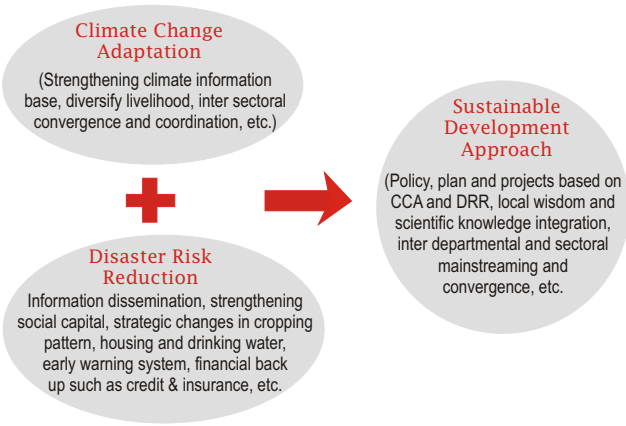 Climate Change
Adaptation
(Strengthening climate information
base, diversify livelihood, inter sectoral
convergence and coordination, etc.)
Disaster Risk
Reduction
Information dissemination, strengthening
social capital, strategic changes in cropping
pattern, housing and drinking water,
early warning system, financial back
up such as credit & insurance, etc.
Sustainable
Development
Approach
(Policy, plan and projects based on
CCA and DRR, local wisdom and
scientific knowledge integration,
inter departmental and sectoral
mainstreaming and
convergence, etc.